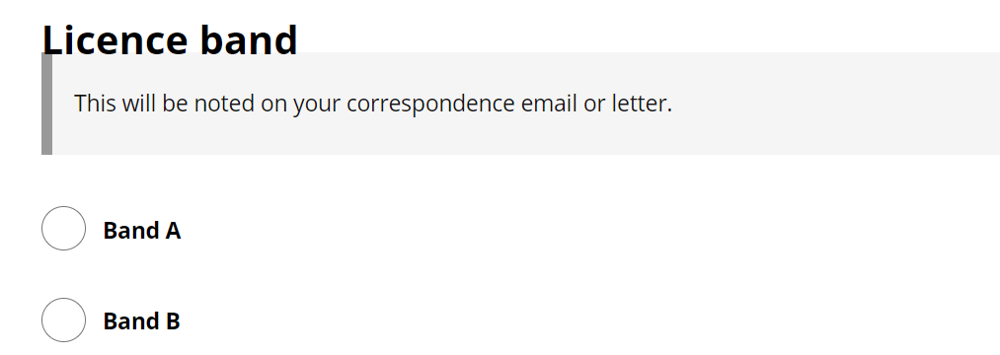 Licence band
This will be noted on your correspondence email or letter.
Band A
Band B